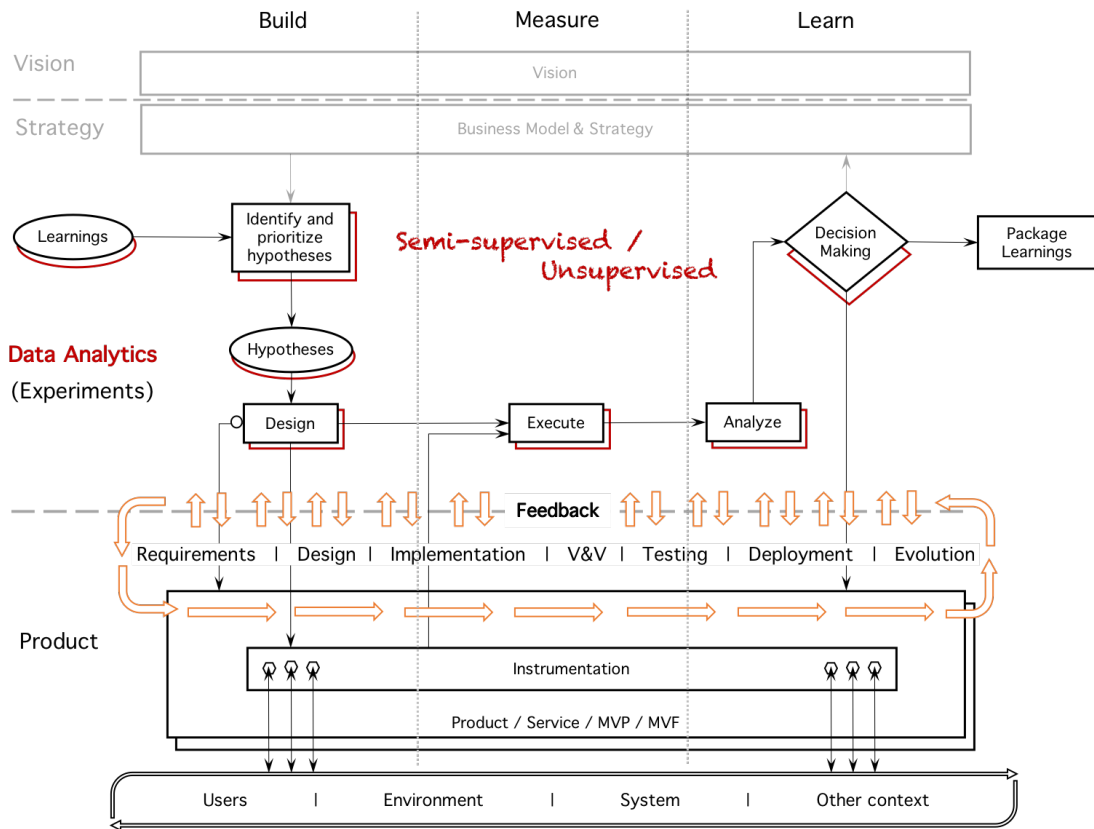 Build
Measure
Learn
Vision
Vision
Strategy
Business Model & Strategy
Learnings
Identify and
prioritize
hypotheses
Semi-supervised /
Unsupervised
Decision
Making
Package
Learnings
Hypotheses
Data Analytics
(Experiments)
Design
Execute
Analyze
Feedback
Requirements | Design | Implementation | V&V | Testing | Deployment | Evolution
Product
Instrumentation
Product / Service / MVP / MVF
Users | Environment | System | Other context